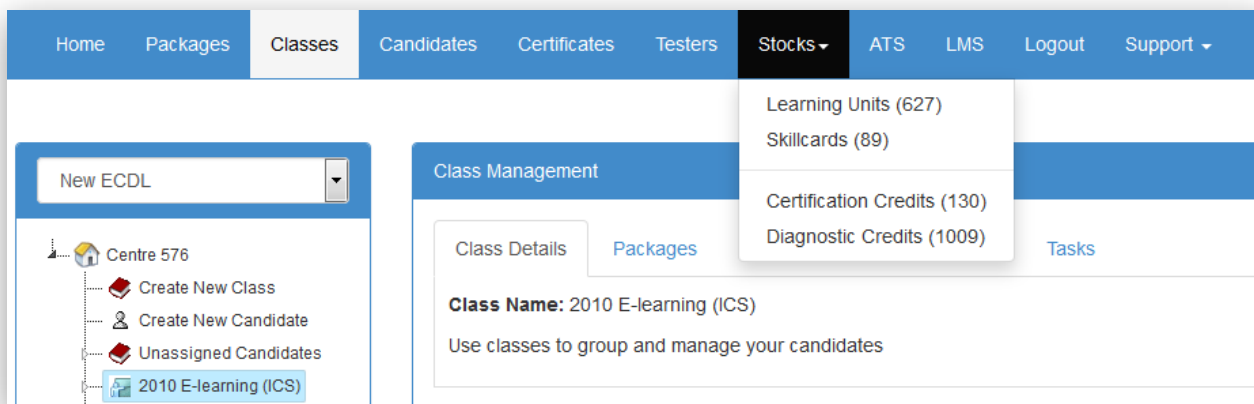 Home Packages Classes Candidates Certificates Testers Stocks ATS LMS Logout Support
Learning Units (627)
Skillcards (89)
Certification Credits (130)
Diagnostic Credits (1009)
New ECDL
Centre 576
Create New Class
Create New Candidate
Unassigned Candidates
2010 E-learning (ICS)
Class Management
Class Details Packages Tasks
Class Name: 2010 E-learning (ICS)
Use classes to group and manage your candidates